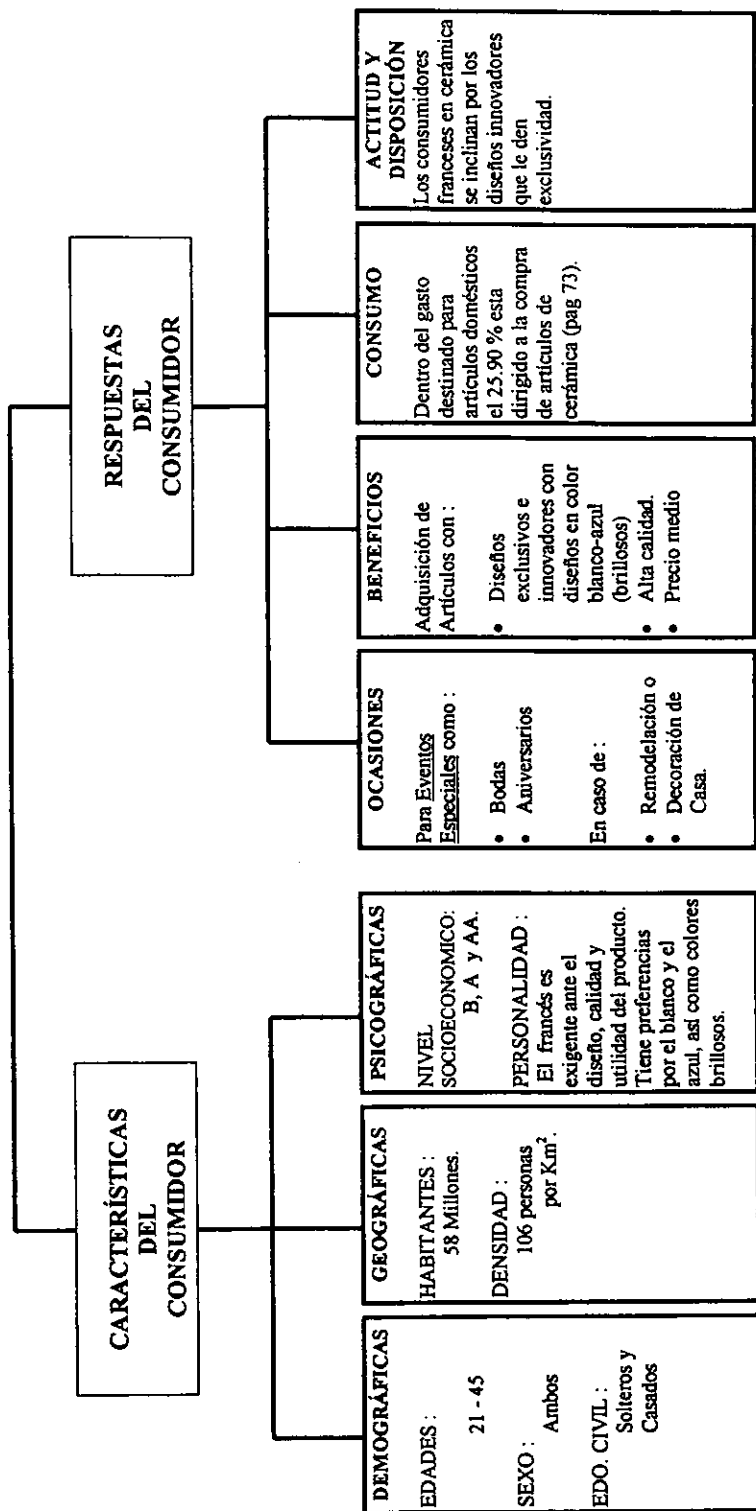 CARACTERÍSTICAS
DEL
CONSUMIDOR
DEMOGRÁFICAS
EDADES :
21 - 45
SEXO :
Ambos
EDO. CIVIL :
Solteros y
Casados
GEOGRÁFICAS
HABITANTES :
58 Millones.
DENSIDAD :
106 personas
por Km².
PSICOGRÁFICAS
NIVEL
SOCIOECONOMICO:
B, A y AA.
PERSONALIDAD :
El francés es
exigente ante el
diseño, calidad y
utilidad del producto.
Tiene preferencias
por el blanco y el
azul, así como colores
brillosos.
RESPUESTAS
DEL
CONSUMIDOR
OCASIONES
Para Eventos
Especiales como :
• Bodas
• Aniversarios
En caso de :
• Remodelación o
• Decoración de
Casa.
BENEFICIOS
Adquisición de
Artículos con :
• Diseños
exclusivos e
innovadores con
diseños en color
blanco-azul
(brillosos)
• Alta calidad.
• Precio medio
CONSUMO
Dentro del gasto
destinado para
artículos domésticos
el 25.90 % esta
dirigido a la compra
de artículos de
cerámica (pag 73).
ACTITUD Y
DISPOSICIÓN
Los consumidores
franceses en cerámica
se inclinan por los
diseños innovadores
que le den
exclusividad.